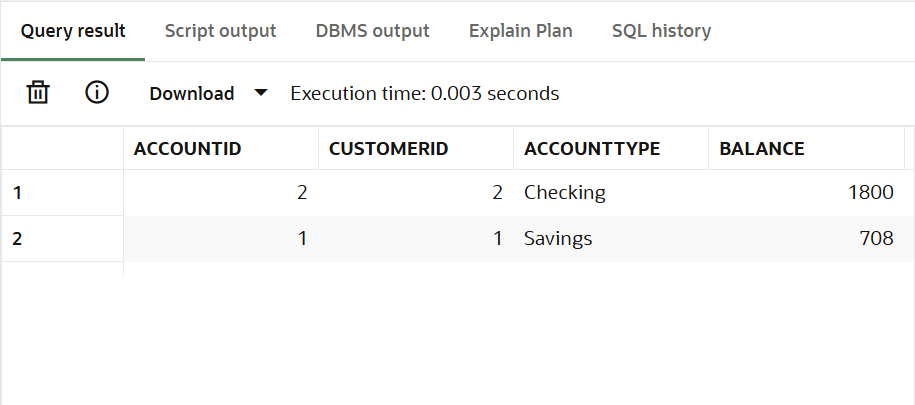 Query result Script output DBMS output Explain Plan SQL history
Download Execution time: 0.003 seconds
ACCOUNTID CUSTOMERID ACCOUNTTYPE BALANCE
1 2 2 Checking 1800
2 1 1 Savings 708